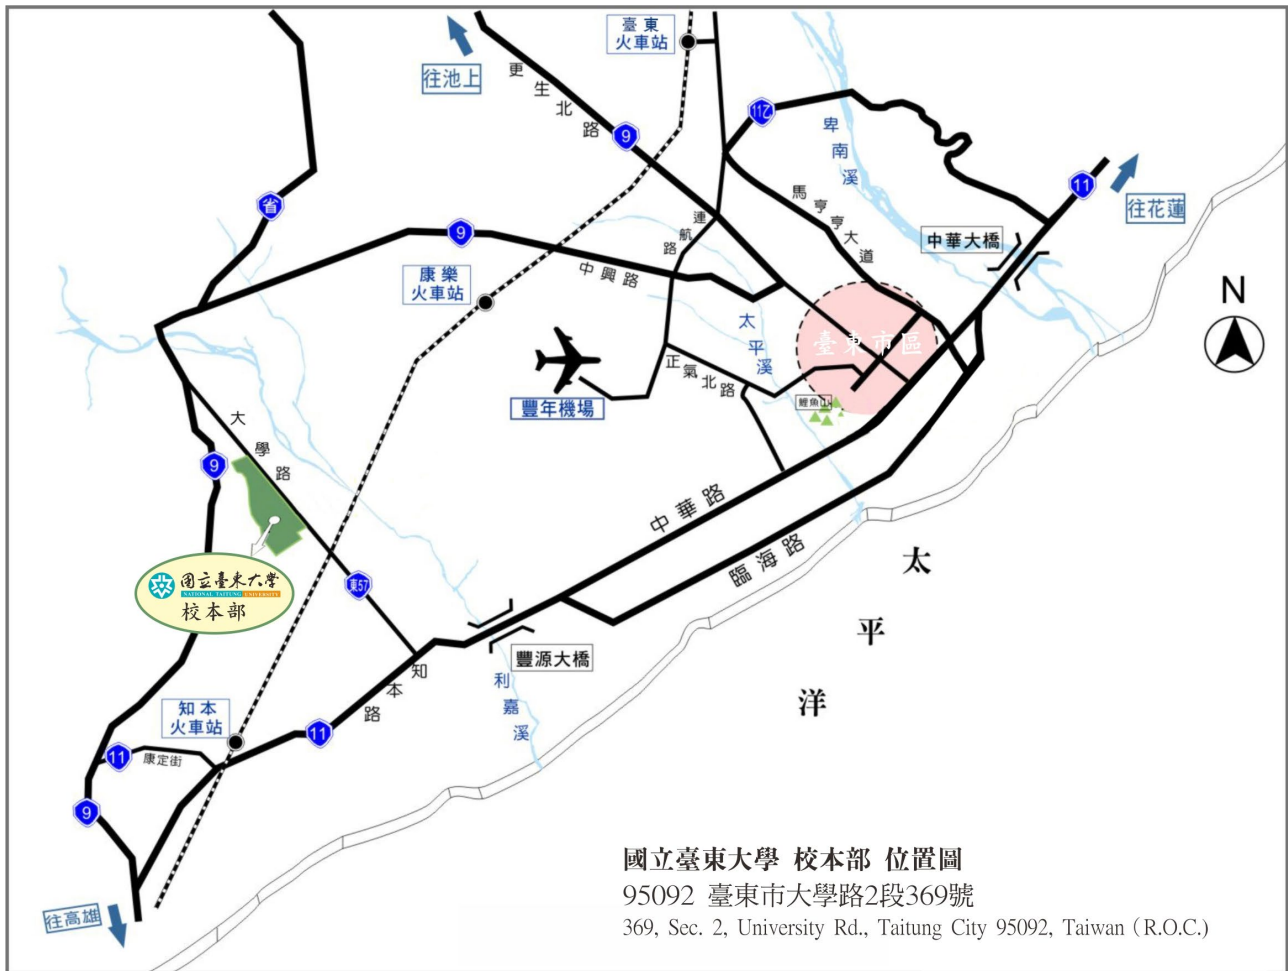 臺東
火車站
往池上
更生北路
9
11乙
卑南溪
11
往花蓮
省
9
連航路
馬亨亨大道
中華大橋
康樂
火車站
中興路
N
太平溪
臺東市區
正氣北路
豐年機場
鯉魚山
大學路
9
中華路
臨海路
太平洋
國立臺東大學
NATIONAL TAITUNG UNIVERSITY
校本部
東57
豐源大橋
知本路
利嘉溪
知本
火車站
11
11
康定街
9
往高雄
國立臺東大學 校本部 位置圖
95092 臺東市大學路2段369號
369, Sec. 2, University Rd., Taitung City 95092, Taiwan (R.O.C.)